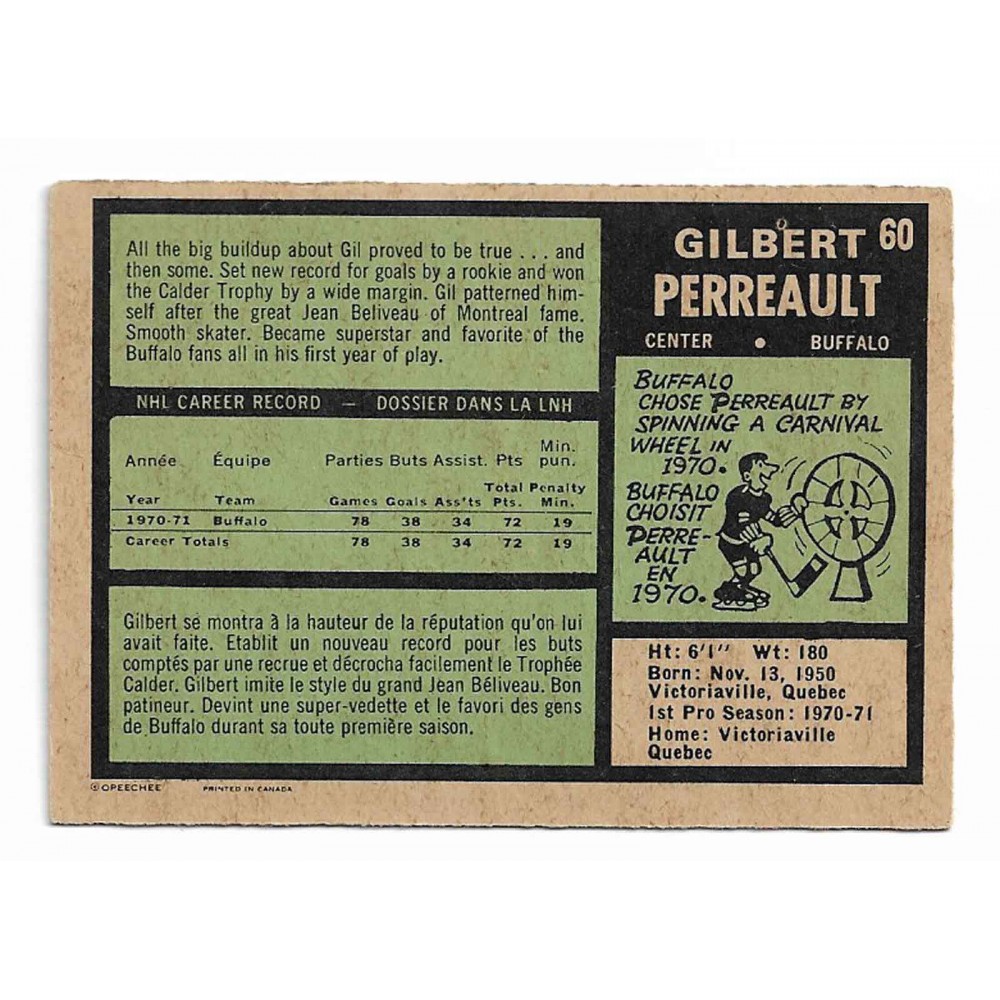 All the big buildup about Gil proved to be true . . . and
then some. Set new record for goals by a rookie and won
the Calder Trophy by a wide margin. Gil patterned him-
self after the great Jean Beliveau of Montreal fame.
Smooth skater. Became superstar and favorite of the
Buffalo fans all in his first year of play.
NHL CAREER RECORD — DOSSIER DANS LA LNH
Min.
Année Équipe Parties Buts Assist. Pts pun.
Total Penalty
Year Team Games Goals Ass'ts Pts. Min.
1970-71 Buffalo 78 38 34 72 19
Career Totals 78 38 34 72 19
Gilbert se montra à la hauteur de la réputation qu'on lui
avait faite. Etablit un nouveau record pour les buts
comptés par une recrue et décrocha facilement le Trophée
Calder. Gilbert imite le style du grand Jean Béliveau. Bon
patineur. Devint une super-vedette et le favori des gens
de Buffalo durant sa toute première saison.
© OPEECHEE PRINTED IN CANADA
GILBERT 60
PERREAULT
CENTER • BUFFALO
BUFFALO
CHOSE PERREAULT BY
SPINNING A CARNIVAL
WHEEL IN
1970.
BUFFALO
CHOISIT
PERRE-
AULT
EN
1970.
Ht: 6'1" Wt: 180
Born: Nov. 13, 1950
Victoriaville, Quebec
1st Pro Season: 1970-71
Home: Victoriaville
Quebec